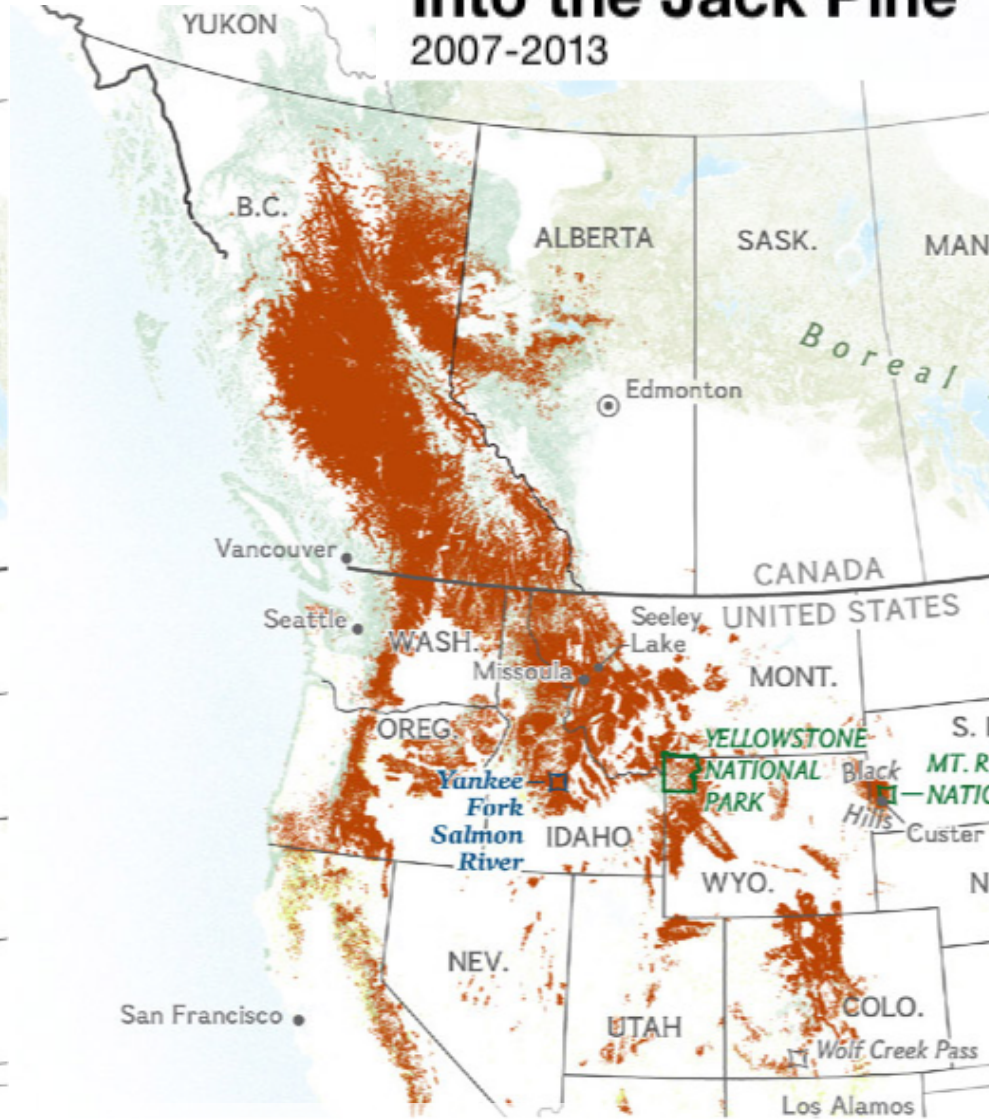 into the Jack Pine
2007-2013
YUKON
B.C.
ALBERTA
SASK.
MAN
Boreal
Edmonton
Vancouver
CANADA
UNITED STATES
Seattle
WASH.
Seeley
Lake
Missoula
MONT.
OREG.
YELLOWSTONE
NATIONAL
PARK
Yankee
Fork
Salmon
River
IDAHO
Black
Hills
MT. R
NATIO
S.
Custer
WYO.
N
NEV.
UTAH
COLO.
San Francisco
Wolf Creek Pass
Los Alamos